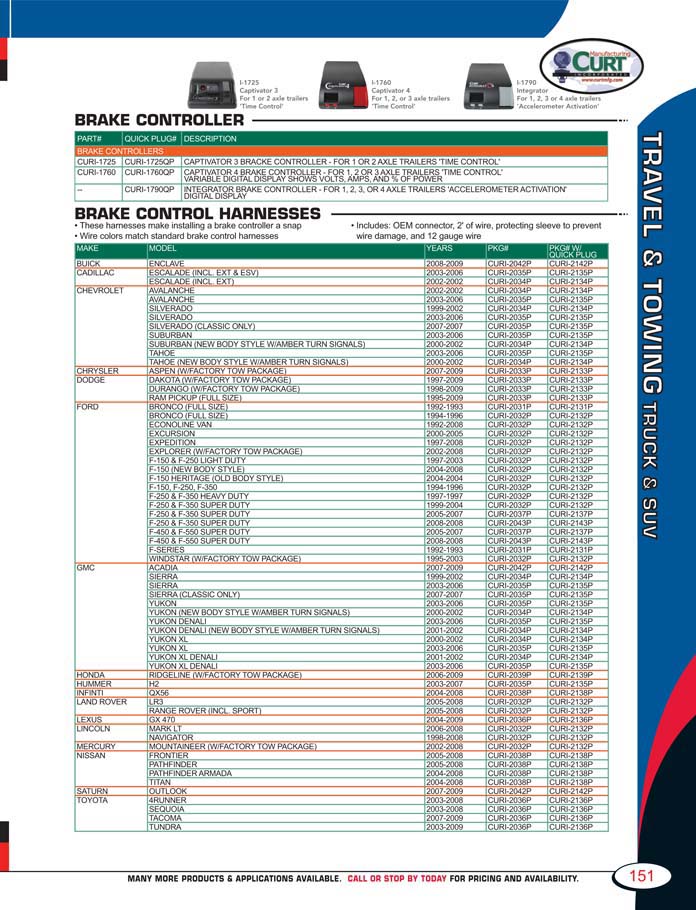 I-1725
Captivator 3
For 1 or 2 axle trailers
'Time Control'
I-1760
Captivator 4
For 1, 2, or 3 axle trailers
'Time Control'
I-1790
Integrator
For 1, 2, 3 or 4 axle trailers
'Accelerometer Activation'
Manufacturing
CURT
INCORPORATED
www.curtmfg.com
BRAKE CONTROLLER
PART# QUICK PLUG# DESCRIPTION
BRAKE CONTROLLERS
CURI-1725 CURI-1725QP CAPTIVATOR 3 BRACKE CONTROLLER - FOR 1 OR 2 AXLE TRAILERS 'TIME CONTROL'
CURI-1760 CURI-1760QP CAPTIVATOR 4 BRAKE CONTROLLER - FOR 1, 2 OR 3 AXLE TRAILERS 'TIME CONTROL'
VARIABLE DIGITAL DISPLAY SHOWS VOLTS, AMPS, AND % OF POWER
-- CURI-1790QP INTEGRATOR BRAKE CONTROLLER - FOR 1, 2, 3, OR 4 AXLE TRAILERS 'ACCELEROMETER ACTIVATION'
DIGITAL DISPLAY
BRAKE CONTROL HARNESSES
• These harnesses make installing a brake controller a snap
• Wire colors match standard brake control harnesses
• Includes: OEM connector, 2' of wire, protecting sleeve to prevent
wire damage, and 12 gauge wire
MAKE MODEL YEARS PKG# PKG# W/
QUICK PLUG
BUICK ENCLAVE 2008-2009 CURI-2042P CURI-2142P
CADILLAC ESCALADE (INCL. EXT & ESV) 2003-2006 CURI-2035P CURI-2135P
ESCALADE (INCL. EXT) 2002-2002 CURI-2034P CURI-2134P
CHEVROLET AVALANCHE 2002-2002 CURI-2034P CURI-2134P
AVALANCHE 2003-2006 CURI-2035P CURI-2135P
SILVERADO 1999-2002 CURI-2034P CURI-2134P
SILVERADO 2003-2006 CURI-2035P CURI-2135P
SILVERADO (CLASSIC ONLY) 2007-2007 CURI-2035P CURI-2135P
SUBURBAN 2003-2006 CURI-2035P CURI-2135P
SUBURBAN (NEW BODY STYLE W/AMBER TURN SIGNALS) 2000-2002 CURI-2034P CURI-2134P
TAHOE 2003-2006 CURI-2035P CURI-2135P
TAHOE (NEW BODY STYLE W/AMBER TURN SIGNALS) 2000-2002 CURI-2034P CURI-2134P
CHRYSLER ASPEN (W/FACTORY TOW PACKAGE) 2007-2009 CURI-2033P CURI-2133P
DODGE DAKOTA (W/FACTORY TOW PACKAGE) 1997-2009 CURI-2033P CURI-2133P
DURANGO (W/FACTORY TOW PACKAGE) 1998-2009 CURI-2033P CURI-2133P
RAM PICKUP (FULL SIZE) 1995-2009 CURI-2033P CURI-2133P
FORD BRONCO (FULL SIZE) 1992-1993 CURI-2031P CURI-2131P
BRONCO (FULL SIZE) 1994-1996 CURI-2032P CURI-2132P
ECONOLINE VAN 1992-2008 CURI-2032P CURI-2132P
EXCURSION 2000-2005 CURI-2032P CURI-2132P
EXPEDITION 1997-2008 CURI-2032P CURI-2132P
EXPLORER (W/FACTORY TOW PACKAGE) 2002-2008 CURI-2032P CURI-2132P
F-150 & F-250 LIGHT DUTY 1997-2003 CURI-2032P CURI-2132P
F-150 (NEW BODY STYLE) 2004-2008 CURI-2032P CURI-2132P
F-150 HERITAGE (OLD BODY STYLE) 2004-2004 CURI-2032P CURI-2132P
F-150, F-250, F-350 1994-1996 CURI-2032P CURI-2132P
F-250 & F-350 HEAVY DUTY 1997-1997 CURI-2032P CURI-2132P
F-250 & F-350 SUPER DUTY 1999-2004 CURI-2032P CURI-2132P
F-250 & F-350 SUPER DUTY 2005-2007 CURI-2037P CURI-2137P
F-250 & F-350 SUPER DUTY 2008-2008 CURI-2043P CURI-2143P
F-450 & F-550 SUPER DUTY 2005-2007 CURI-2037P CURI-2137P
F-450 & F-550 SUPER DUTY 2008-2008 CURI-2043P CURI-2143P
F-SERIES 1992-1993 CURI-2031P CURI-2131P
WINDSTAR (W/FACTORY TOW PACKAGE) 1995-2003 CURI-2032P CURI-2132P
GMC ACADIA 2007-2009 CURI-2042P CURI-2142P
SIERRA 1999-2002 CURI-2034P CURI-2134P
SIERRA 2003-2006 CURI-2035P CURI-2135P
SIERRA (CLASSIC ONLY) 2007-2007 CURI-2035P CURI-2135P
YUKON 2003-2006 CURI-2035P CURI-2135P
YUKON (NEW BODY STYLE W/AMBER TURN SIGNALS) 2000-2002 CURI-2034P CURI-2134P
YUKON DENALI 2003-2006 CURI-2035P CURI-2135P
YUKON DENALI (NEW BODY STYLE W/AMBER TURN SIGNALS) 2001-2002 CURI-2034P CURI-2134P
YUKON XL 2000-2002 CURI-2034P CURI-2134P
YUKON XL 2003-2006 CURI-2035P CURI-2135P
YUKON XL DENALI 2001-2002 CURI-2034P CURI-2134P
YUKON XL DENALI 2003-2006 CURI-2035P CURI-2135P
HONDA RIDGELINE (W/FACTORY TOW PACKAGE) 2006-2009 CURI-2039P CURI-2139P
HUMMER H2 2003-2007 CURI-2035P CURI-2135P
INFINTI QX56 2004-2008 CURI-2038P CURI-2138P
LAND ROVER LR3 2005-2008 CURI-2032P CURI-2132P
RANGE ROVER (INCL. SPORT) 2005-2008 CURI-2032P CURI-2132P
LEXUS GX 470 2004-2009 CURI-2036P CURI-2136P
LINCOLN MARK LT 2006-2008 CURI-2032P CURI-2132P
NAVIGATOR 1998-2008 CURI-2032P CURI-2132P
MERCURY MOUNTAINEER (W/FACTORY TOW PACKAGE) 2002-2008 CURI-2032P CURI-2132P
NISSAN FRONTIER 2005-2008 CURI-2038P CURI-2138P
PATHFINDER 2005-2008 CURI-2038P CURI-2138P
PATHFINDER ARMADA 2004-2008 CURI-2038P CURI-2138P
TITAN 2004-2008 CURI-2038P CURI-2138P
SATURN OUTLOOK 2007-2009 CURI-2042P CURI-2142P
TOYOTA 4RUNNER 2003-2008 CURI-2036P CURI-2136P
SEQUOIA 2003-2008 CURI-2036P CURI-2136P
TACOMA 2007-2009 CURI-2036P CURI-2136P
TUNDRA 2003-2009 CURI-2036P CURI-2136P
TRAVEL & TOWING TRUCK & SUV
MANY MORE PRODUCTS & APPLICATIONS AVAILABLE. CALL OR STOP BY TODAY FOR PRICING AND AVAILABILITY.
151